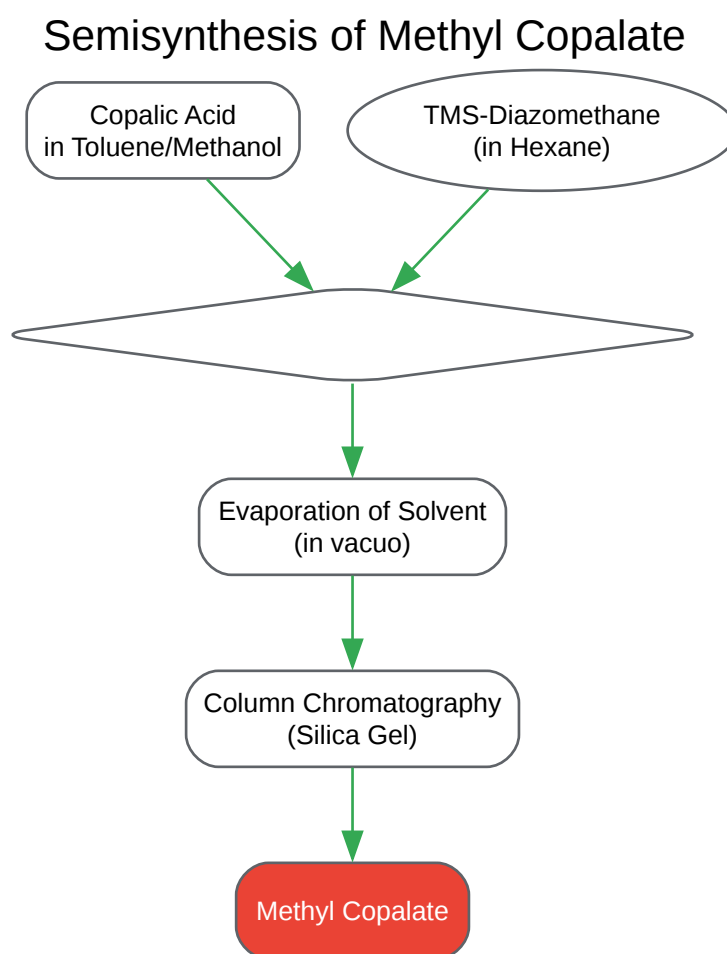 Semisynthesis of Methyl Copalate
Copalic Acid
in Toluene/Methanol
TMS-Diazomethane
(in Hexane)
Evaporation of Solvent
(in vacuo)
Column Chromatography
(Silica Gel)
Methyl Copalate